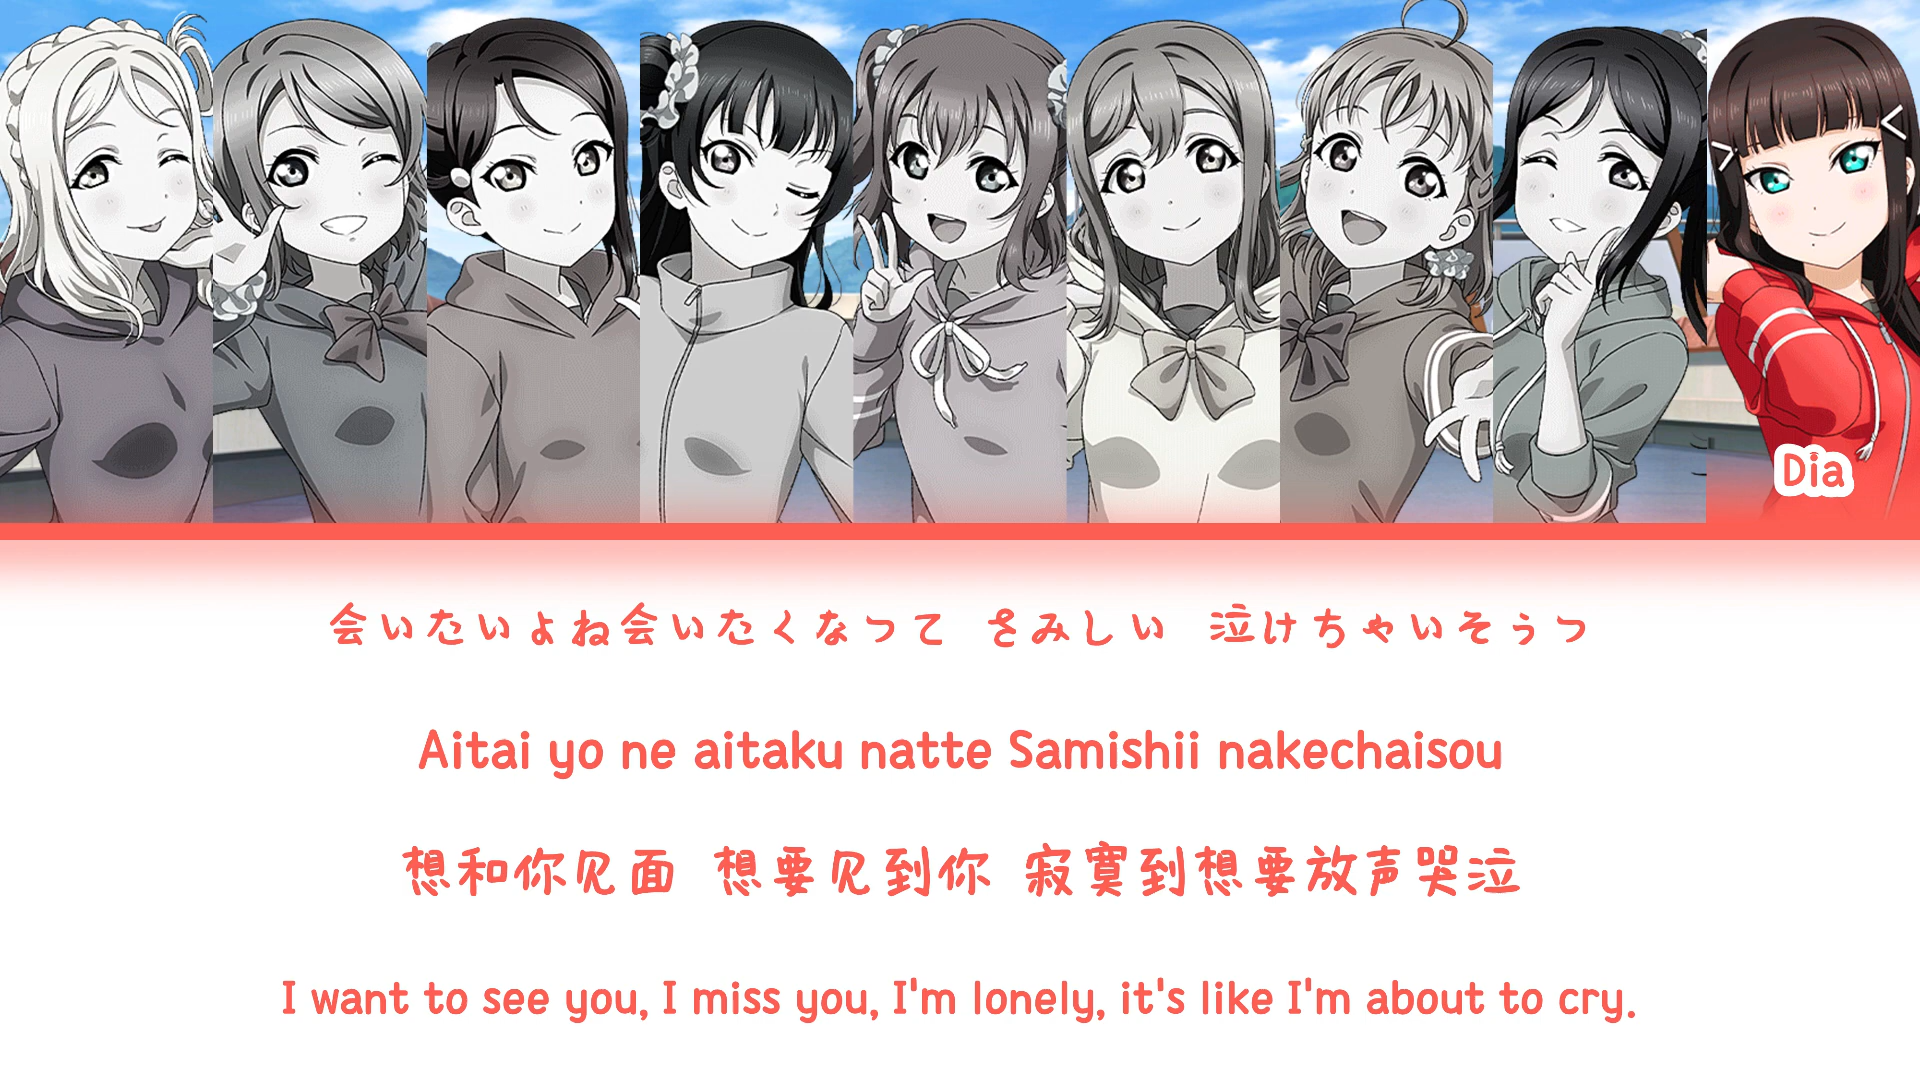 Dia
会いたいよね会いたくなって さみしい 泣けちゃいそぅっ
Aitai yo ne aitaku natte Samishii nakechaisou
想和你见面 想要见到你 寂寞到想要放声哭泣
I want to see you, I miss you, I'm lonely, it's like I'm about to cry.